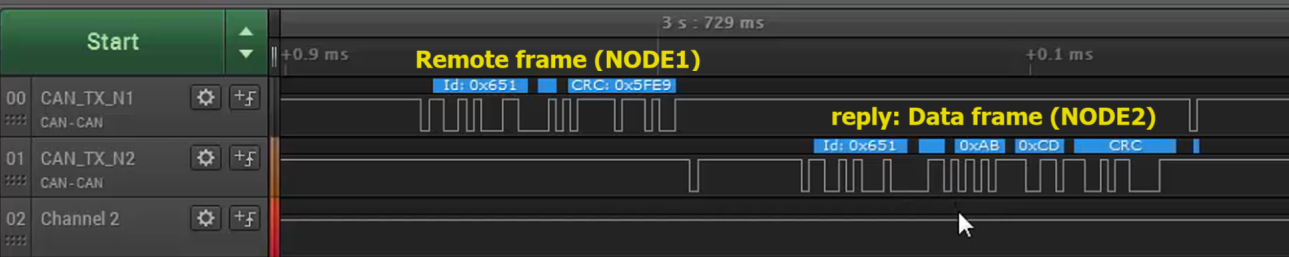 Start
3 s : 729 ms
+0.9 ms
+0.1 ms
Remote frame (NODE1)
Id: 0x651
CRC: 0x5FE9
00 CAN_TX_N1
CAN - CAN
reply: Data frame (NODE2)
Id: 0x651
0xAB
0xCD
CRC
01 CAN_TX_N2
CAN - CAN
02 Channel 2